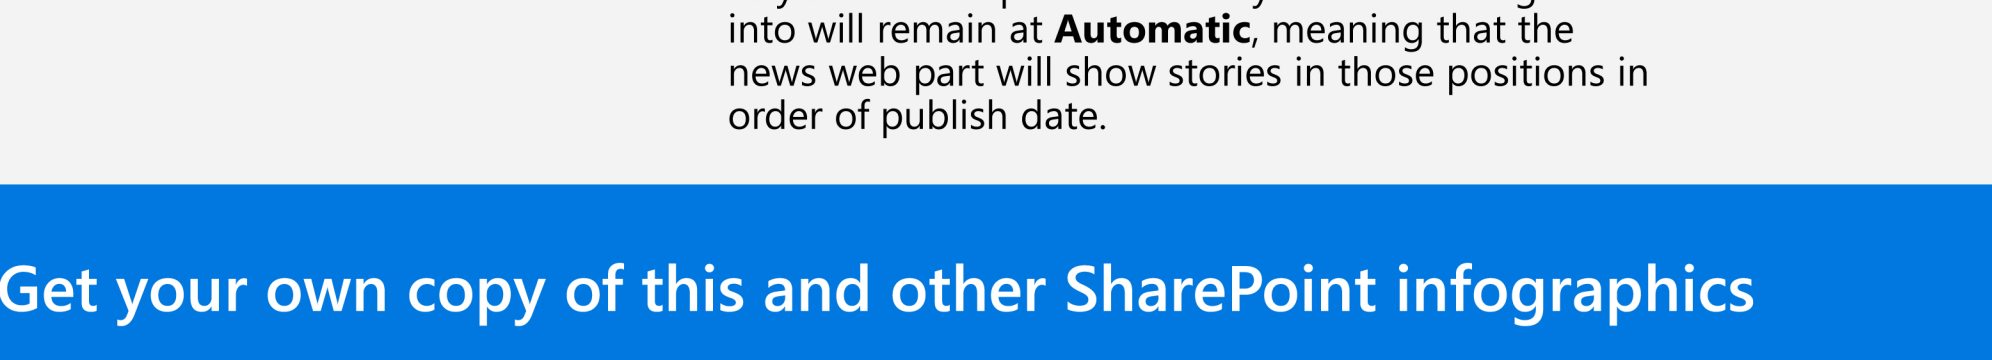 into will remain at Automatic, meaning that the
news web part will show stories in those positions in
order of publish date.
Get your own copy of this and other SharePoint infographics